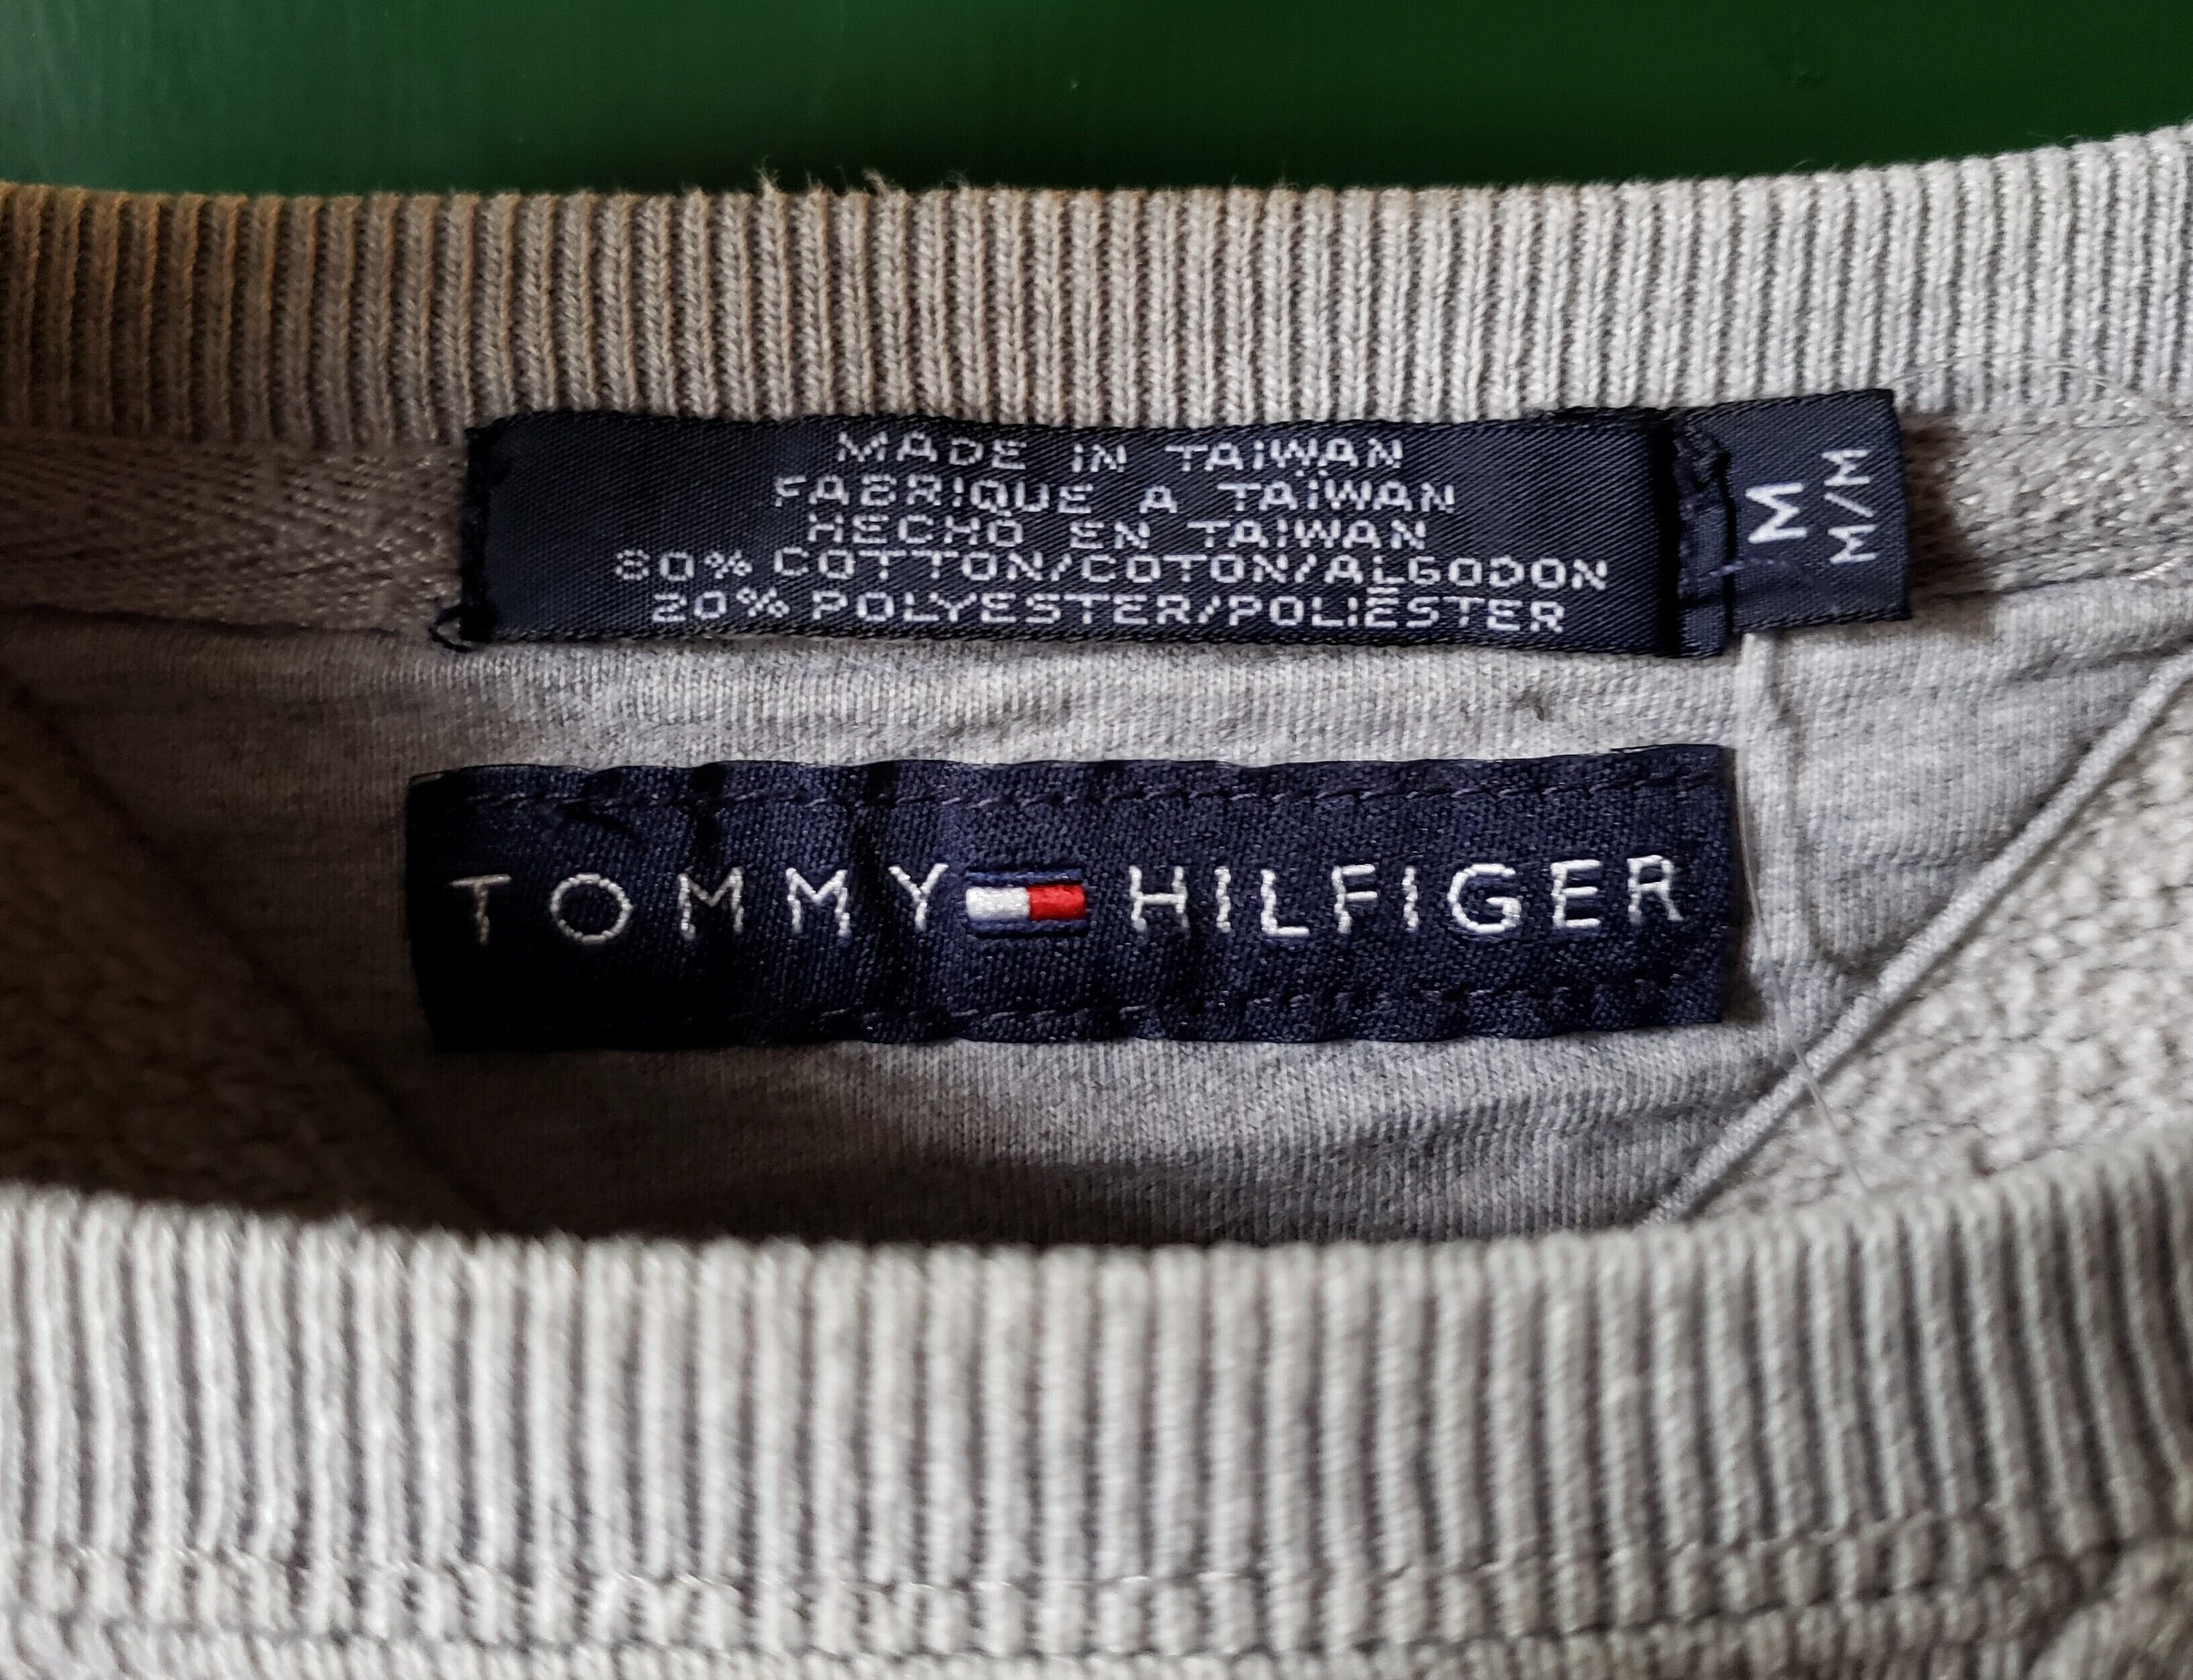 MADE IN TAIWAN
FABRIQUE A TAIWAN
HECHO EN TAIWAN
80% COTTON/COTON/ALGODON
20% POLYESTER/POLIESTER
M
M/M
TOMMY HILFIGER